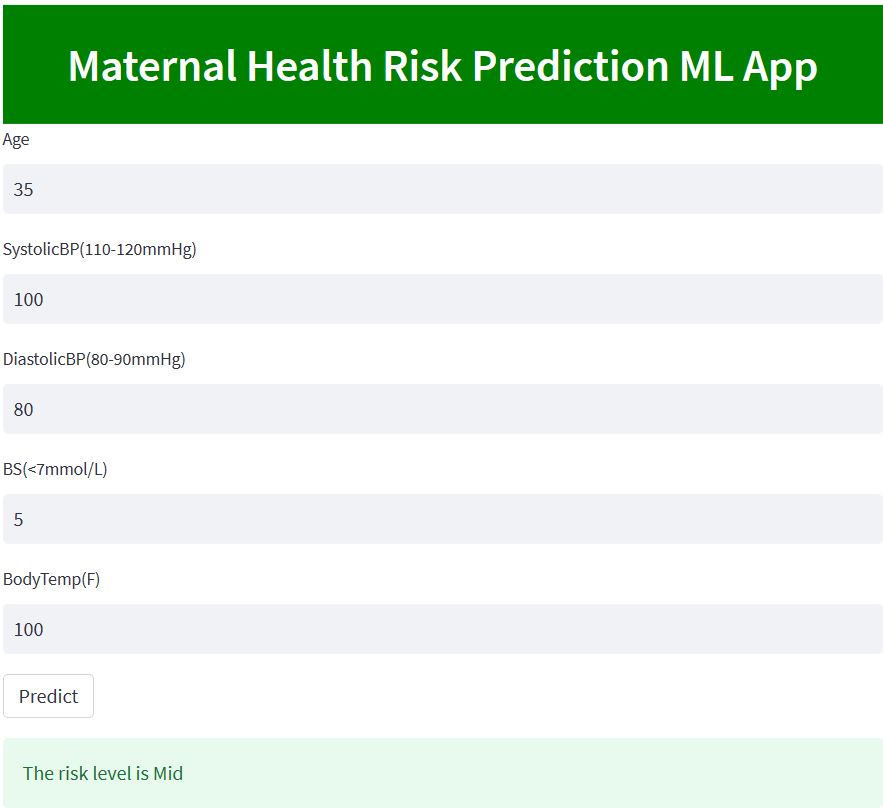 Maternal Health Risk Prediction ML App
Age
35
SystolicBP(110-120mmHg)
100
DiastolicBP(80-90mmHg)
80
BS(<7mmol/L)
5
BodyTemp(F)
100
Predict
The risk level is Mid